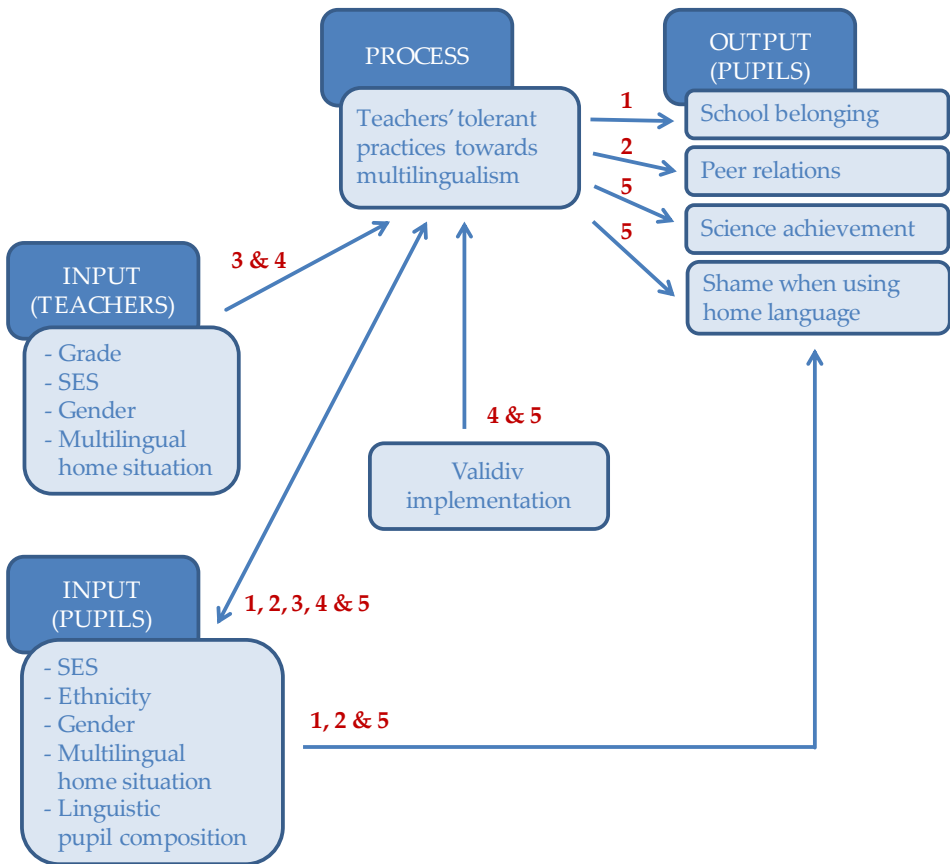 PROCESS
Teachers' tolerant
practices towards
multilingualism
OUTPUT
(PUPILS)
1
School belonging
2
Peer relations
5
Science achievement
5
Shame when using
home language
INPUT
(TEACHERS)
3 & 4
- Grade
- SES
- Gender
- Multilingual
home situation
4 & 5
Validiv
implementation
INPUT
(PUPILS)
1, 2, 3, 4 & 5
- SES
- Ethnicity
- Gender
- Multilingual
home situation
- Linguistic
pupil composition
1, 2 & 5